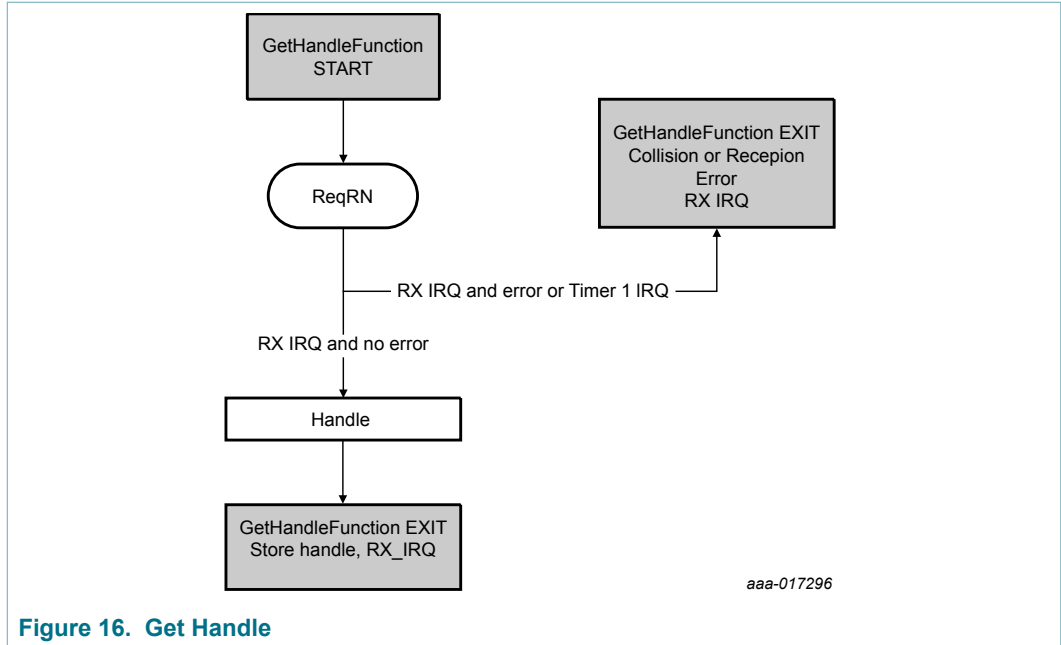 GetHandleFunction
START
GetHandleFunction EXIT
Collision or Recepion
Error
RX IRQ
ReqRN
RX IRQ and error or Timer 1 IRQ
RX IRQ and no error
Handle
GetHandleFunction EXIT
Store handle, RX_IRQ
aaa-017296
Figure 16. Get Handle